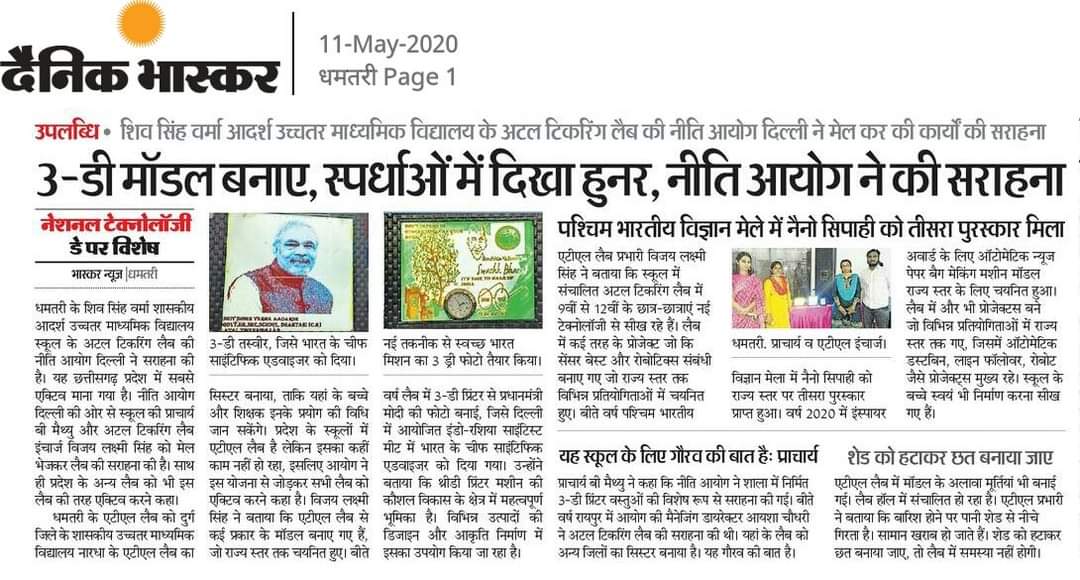 दैनिक भास्कर
11-May-2020
धमतरी Page 1
उपलब्धि • शिव सिंह वर्मा आदर्श उच्चतर माध्यमिक विद्यालय के अटल टिकरिंग लैब की नीति आयोग दिल्ली ने मेल कर की कार्यों की सराहना
3-डी मॉडल बनाए, स्पर्धाओं में दिखा हुनर, नीति आयोग ने की सराहना
नेशनल टेक्नोलॉजी
डै पर विशेष
भास्कर न्यूज | धमतरी
धमतरी के शिव सिंह वर्मा शासकीय
आदर्श उच्चतर माध्यमिक विद्यालय
स्कूल के अटल टिकरिंग लैब की
नीति आयोग दिल्ली ने सराहना की
है। यह छत्तीसगढ़ प्रदेश में सबसे
एक्टिव माना गया है। नीति आयोग
दिल्ली की ओर से स्कूल की प्राचार्य
बी मैथ्यु और अटल टिकरिंग लैब
इंचार्ज विजय लक्ष्मी सिंह को मेल
भेजकर लैब की सराहना की है। साथ
ही प्रदेश के अन्य लैब को भी इस
लैब की तरह एक्टिव करने कहा।
धमतरी के एटीएल लैब को दुर्ग
जिले के शासकीय उच्चतर माध्यमिक
विद्यालय नारधा के एटीएल लैब का
3-डी तस्वीर, जिसे भारत के चीफ
साइंटिफिक एडवाइजर को दिया।
सिस्टर बनाया, ताकि यहां के बच्चे
और शिक्षक इनके प्रयोग की विधि
जान सकेंगे। प्रदेश के स्कूलों में
एटीएल लैब है लेकिन इसका कहीं
काम नहीं हो रहा, इसलिए आयोग ने
इस योजना से जोड़कर सभी लैब को
एक्टिव करने कहा है। विजय लक्ष्मी
सिंह ने बताया कि एटीएल लैब से
कई प्रकार के मॉडल बनाए गए हैं,
जो राज्य स्तर तक चयनित हुए। बीते
Swachh Bhar
नई तकनीक से स्वच्छ भारत
मिशन का 3 ड्री फोटो तैयार किया।
वर्ष लैब में 3-डी प्रिंटर से प्रधानमंत्री
मोदी की फोटो बनाई, जिसे दिल्ली
में आयोजित इंडो-रशिया साइंटिस्ट
मीट में भारत के चीफ साइंटिफिक
एडवाइजर को दिया गया। उन्होंने
बताया कि थ्रीडी प्रिंटर मशीन की
कौशल विकास के क्षेत्र में महत्वपूर्ण
भूमिका है। विभिन्न उत्पादों की
डिजाइन और आकृति निर्माण में
इसका उपयोग किया जा रहा है।
पश्चिम भारतीय विज्ञान मेले में नैनो सिपाही को तीसरा पुरस्कार मिला
एटीएल लैब प्रभारी विजय लक्ष्मी
सिंह ने बताया कि स्कूल में
संचालित अटल टिकरिंग लैब में
9वीं से 12वीं के छात्र-छात्राएं नई
टेक्नोलॉजी से सीख रहे हैं। लैब
में कई तरह के प्रोजेक्ट जो कि
सेंसर बेस्ट और रोबोटिक्स संबंधी
बनाए गए जो राज्य स्तर तक
विभिन्न प्रतियोगिताओं में चयनित
हुए। बीते वर्ष पश्चिम भारतीय
धमतरी. प्राचार्य व एटीएल इंचार्ज।
विज्ञान मेला में नैनो सिपाही को
राज्य स्तर पर तीसरा पुरस्कार
प्राप्त हुआ। वर्ष 2020 में इंस्पायर
अवार्ड के लिए ऑटोमेटिक न्यूज
पेपर बैग मेकिंग मशीन मॉडल
राज्य स्तर के लिए चयनित हुआ।
लैब में और भी प्रोजेक्टस बने
जो विभिन्न प्रतियोगिताओं में राज्य
स्तर तक गए, जिसमें ऑटोमेटिक
डस्टबिन, लाइन फॉलोवर, रोबोट
जैसे प्रोजेक्ट्स मुख्य रहे। स्कूल के
बच्चे स्वयं भी निर्माण करना सीख
गए हैं।
यह स्कूल के लिए गौरव की बात हैः प्राचार्य
प्राचार्य बी मैथ्यु ने कहा कि नीति आयोग ने शाला में निर्मित
3-डी प्रिंटर वस्तुओं की विशेष रूप से सराहना की गई। बीते
वर्ष रायपुर में आयोग की मैनेजिंग डायरेक्टर आयशा चौधरी
ने अटल टिकरिंग लैब की सराहना की थी। यहां के लैब को
अन्य जिलों का सिस्टर बनाया है। यह गौरव की बात है।
शेड को हटाकर छत बनाया जाए
एटीएल लैब में मॉडल के अलावा मूर्तियां भी बनाई
गई। लैब हॉल में संचालित हो रहा है। एटीएल प्रभारी
ने बताया कि बारिश होने पर पानी शेड से नीचे
गिरता है। सामान खराब हो जाते हैं। शेड को हटाकर
छत बनाया जाए, तो लैब में समस्या नहीं होगी।